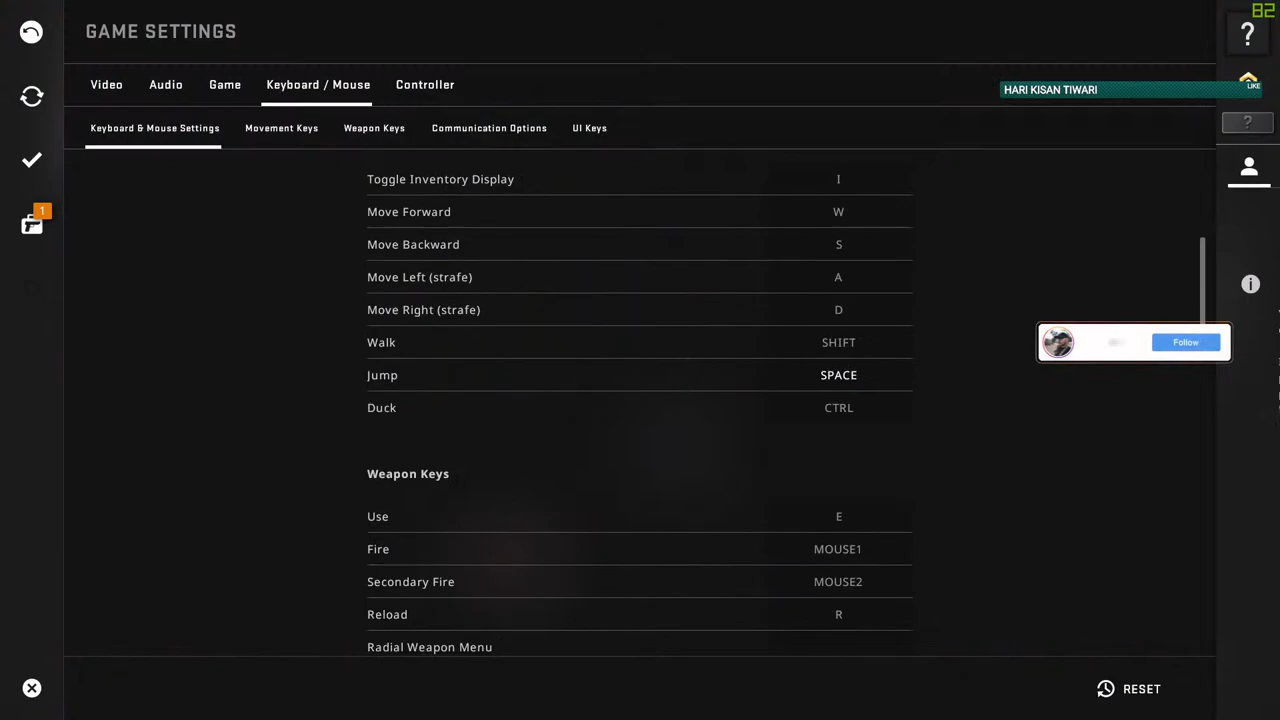 82
GAME SETTINGS
?
Video Audio Game Keyboard / Mouse Controller
HARI KISAN TIWARI
LIKE
Keyboard & Mouse Settings Movement Keys Weapon Keys Communication Options UI Keys
?
1
Toggle Inventory Display I
Move Forward W
Move Backward S
Move Left (strafe) A
Move Right (strafe) D
Walk SHIFT
Follow
Jump SPACE
Duck CTRL
Weapon Keys
Use E
Fire MOUSE1
Secondary Fire MOUSE2
Reload R
Radial Weapon Menu
RESET